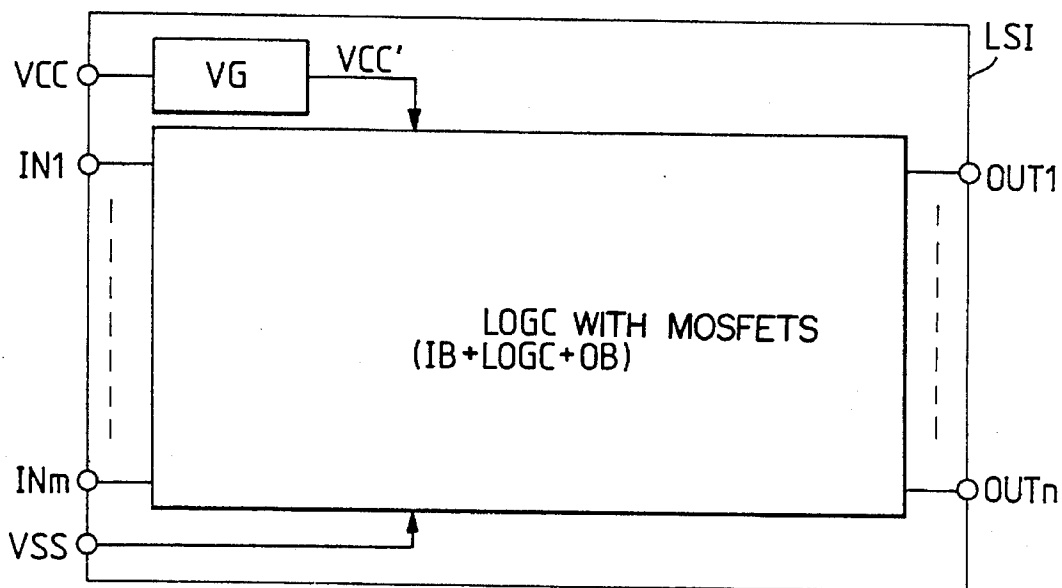 LSI
VCC
VG
VCC'
IN1
OUT1
LOGC WITH MOSFETS
(IB+LOGC+OB)
INm
OUTn
VSS